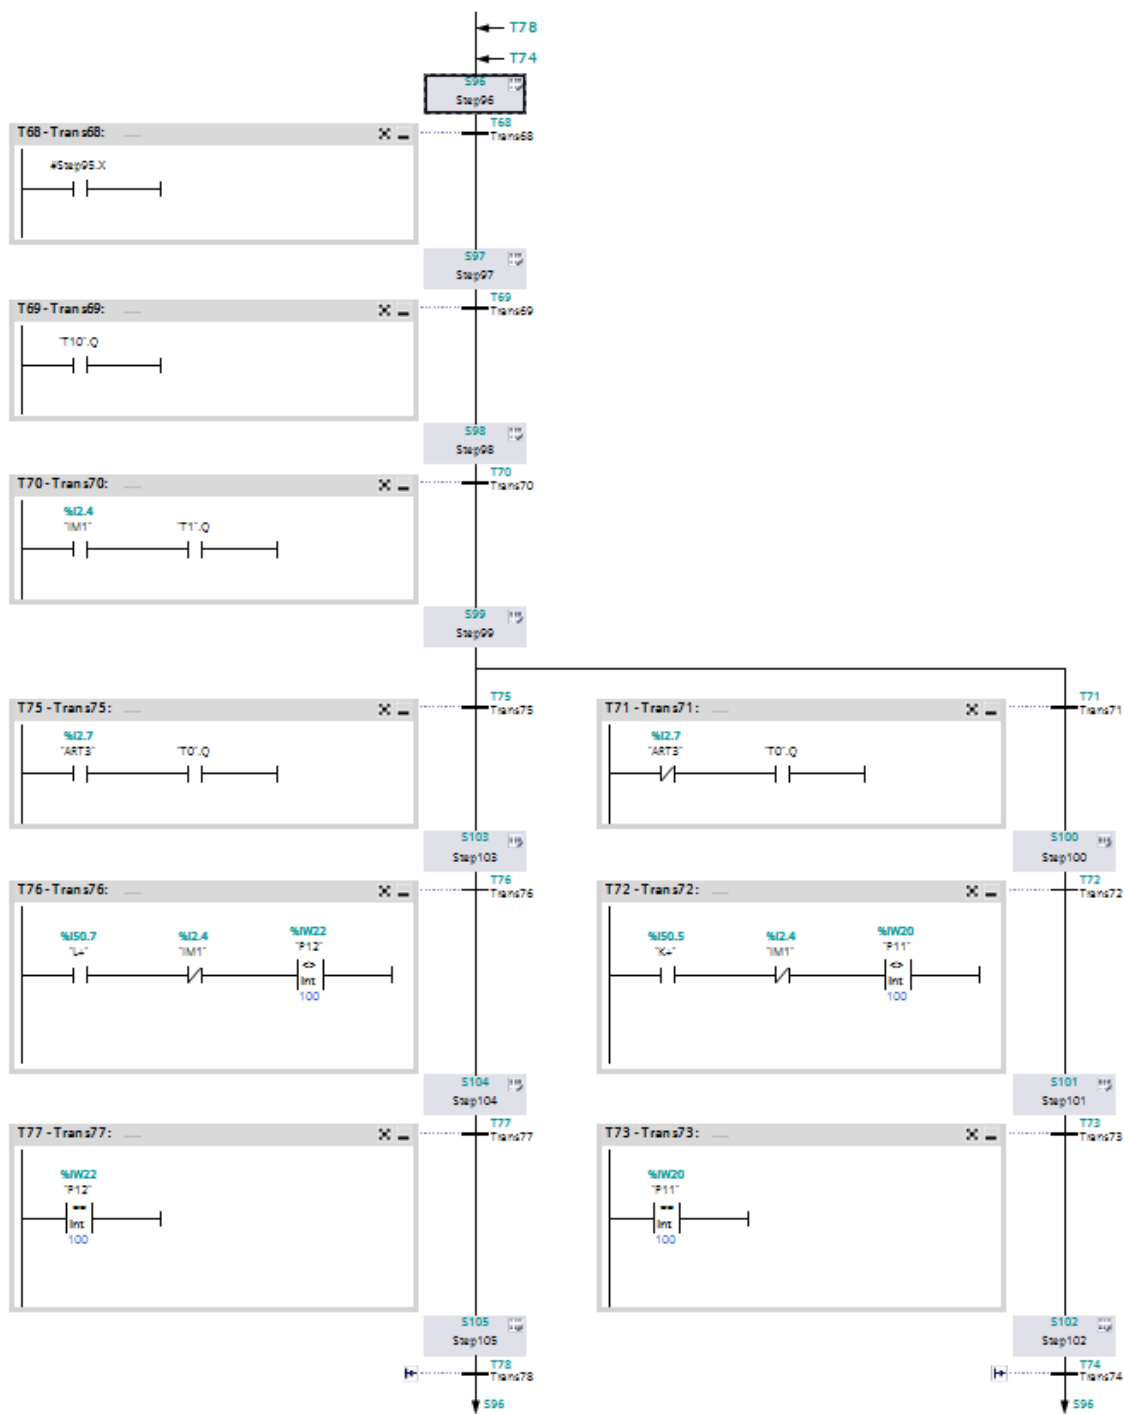 T78
T74
S96
Step96
T68 - Trans68:
T68
Trans68
#Step95.X
S97
Step97
T69 - Trans69:
T69
Trans69
"T10".Q
S98
Step98
T70 - Trans70:
T70
Trans70
%I2.4
"IM1" "T1".Q
S99
Step99
T75 - Trans75:
T75
Trans75
T71 - Trans71:
T71
Trans71
%I2.7
"ART3" "T0".Q
%I2.7
"ART3" "T0".Q
S103
Step103
S100
Step100
T76 - Trans76:
T76
Trans76
T72 - Trans72:
T72
Trans72
%I50.7 %I2.4 %IW22
"L+" "IM1" "P12"
<>
Int
100
%I50.5 %I2.4 %IW20
"K+" "IM1" "P11"
<>
Int
100
S104
Step104
S101
Step101
T77 - Trans77:
T77
Trans77
T73 - Trans73:
T73
Trans73
%IW22
"P12"
==
Int
100
%IW20
"P11"
==
Int
100
S105
Step105
S102
Step102
T78
Trans78
T74
Trans74
S96
S96